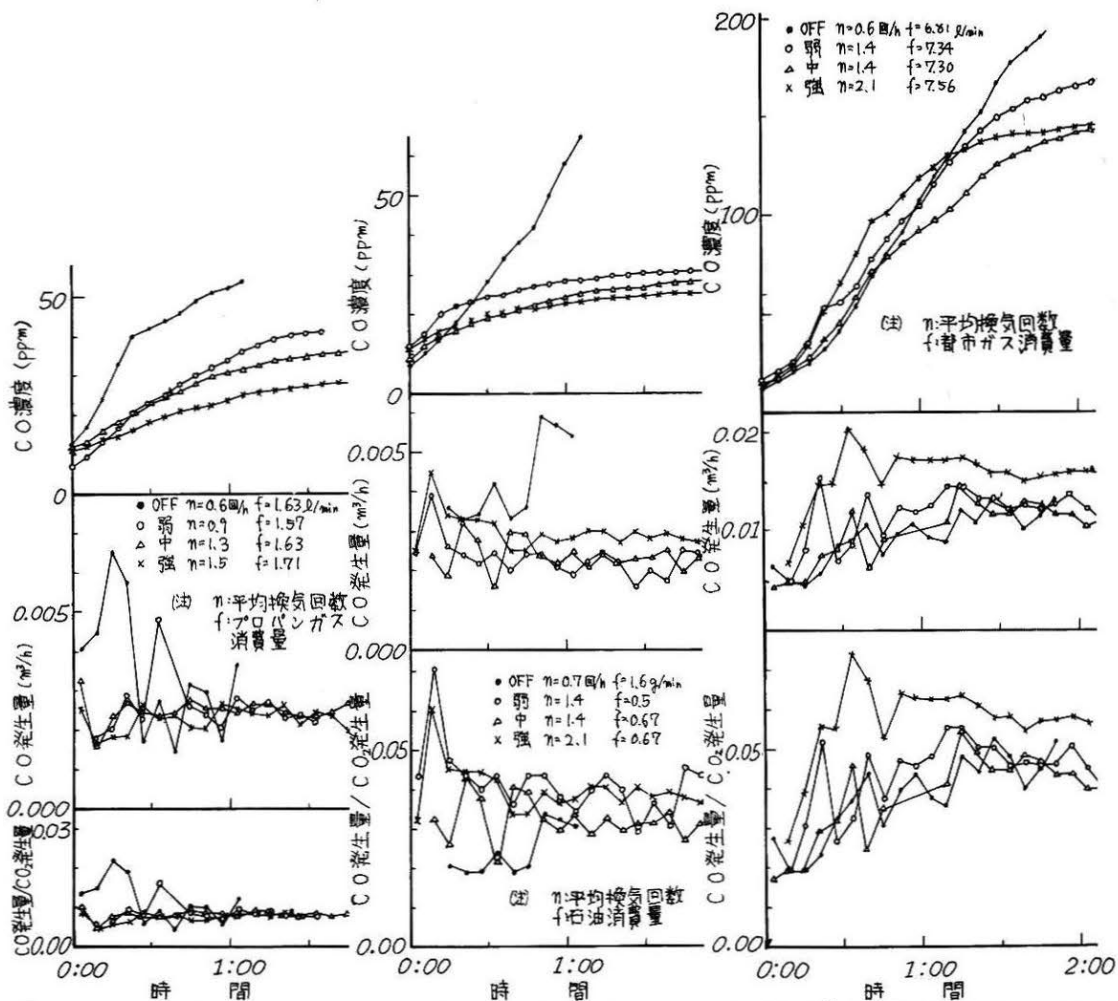 CO濃度(ppm)
50
0
● OFF n=0.6回/h f=1.63ℓ/min
○ 弱 n=0.9 f=1.57
△ 中 n=1.3 f=1.63
× 強 n=1.5 f=1.71
(注) n:平均換気回数
f:プロパンガス
消費量
CO発生量(m³/h)
0.005
0.000
CO発生量/CO₂発生量
0.03
0.00
0:00 1:00
時 間
CO濃度(ppm)
50
0
CO発生量(m³/h)
0.005
0.000
● OFF n=0.7回/h f=1.6g/min
○ 弱 n=1.4 f=0.5
△ 中 n=1.4 f=0.67
× 強 n=2.1 f=0.67
CO発生量/CO₂発生量
0.05
0.00
(注) n:平均換気回数
f:石油消費量
0:00 1:00
時 間
● OFF n=0.6回/h f=6.81ℓ/min
○ 弱 n=1.4 f=7.34
△ 中 n=1.4 f=7.30
× 強 n=2.1 f=7.56
CO濃度(ppm)
200
100
0
(注) n:平均換気回数
f:都市ガス消費量
CO発生量(m³/h)
0.02
0.01
CO発生量/CO₂発生量
0.05
0.00
0:00 1:00 2:00
時 間